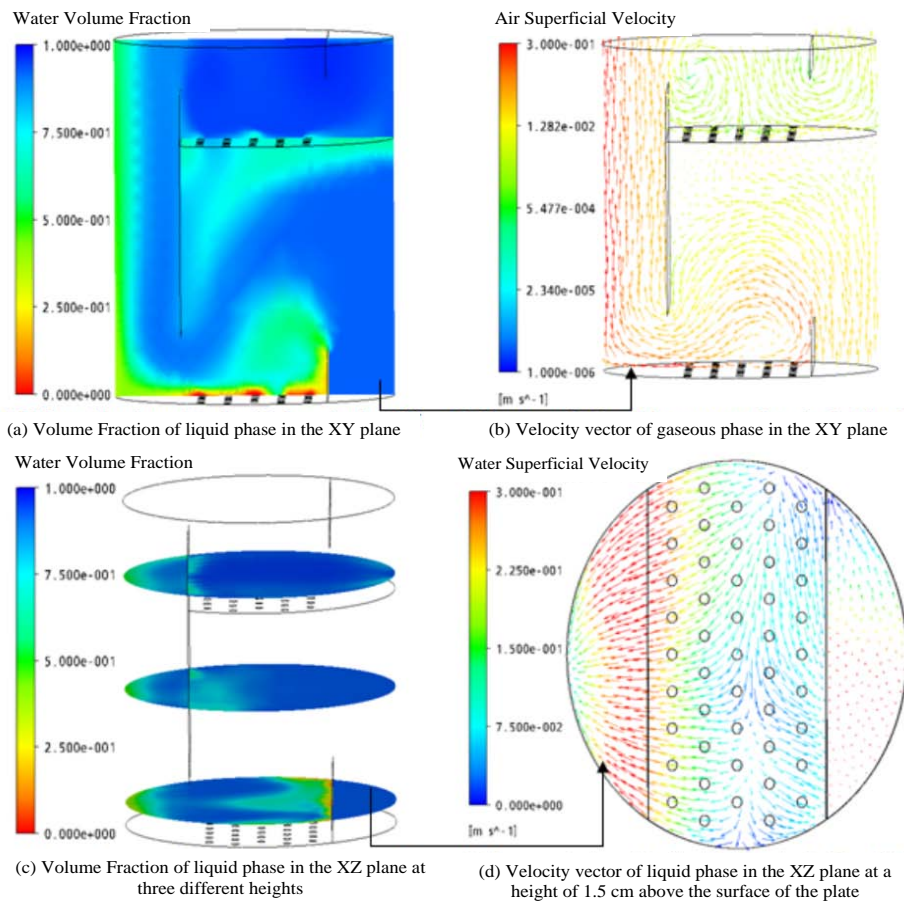 Water Volume Fraction
1.000e+000
7.500e-001
5.000e-001
2.500e-001
0.000e+000
(a) Volume Fraction of liquid phase in the XY plane
Air Superficial Velocity
3.000e-001
1.282e-002
5.477e-004
2.340e-005
1.000e-006
[m s^-1]
(b) Velocity vector of gaseous phase in the XY plane
Water Volume Fraction
1.000e+000
7.500e-001
5.000e-001
2.500e-001
0.000e+000
(c) Volume Fraction of liquid phase in the XZ plane at
three different heights
Water Superficial Velocity
3.000e-001
2.250e-001
1.500e-001
7.500e-002
0.000e+000
[m s^-1]
(d) Velocity vector of liquid phase in the XZ plane at a
height of 1.5 cm above the surface of the plate